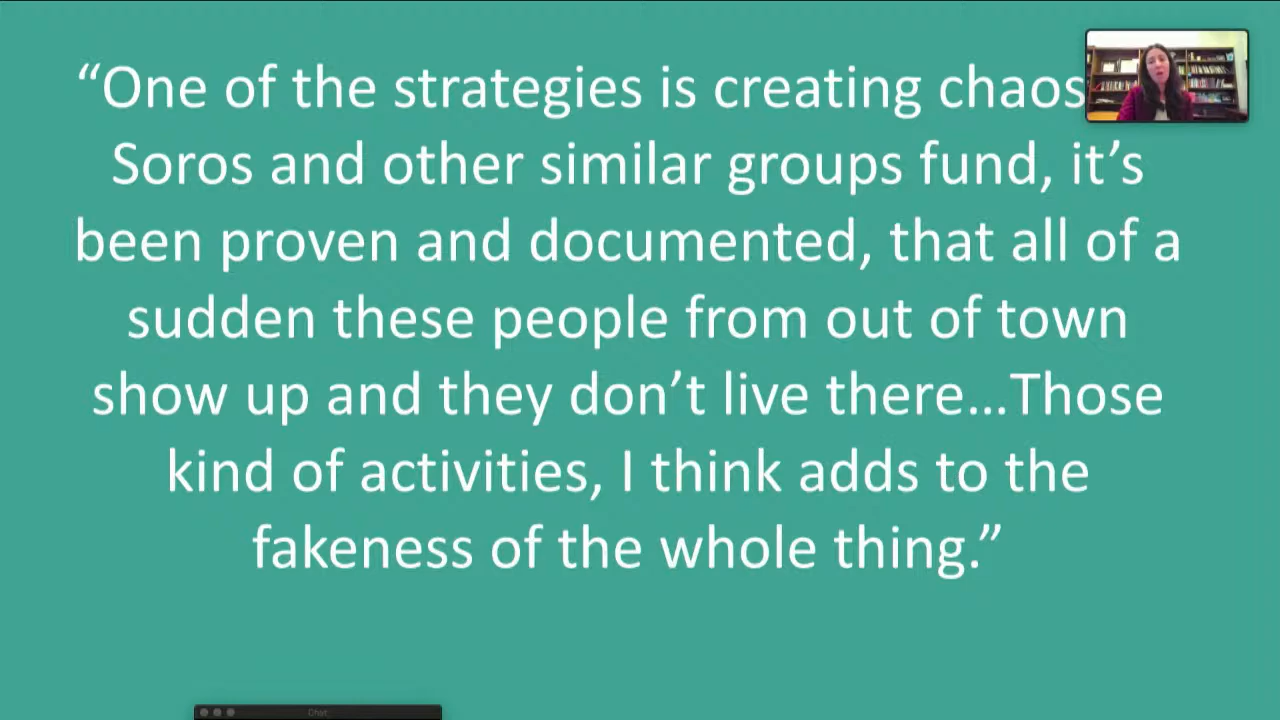 “One of the strategies is creating chaos
Soros and other similar groups fund, it’s
been proven and documented, that all of a
sudden these people from out of town
show up and they don’t live there…Those
kind of activities, I think adds to the
fakeness of the whole thing.”
Chat